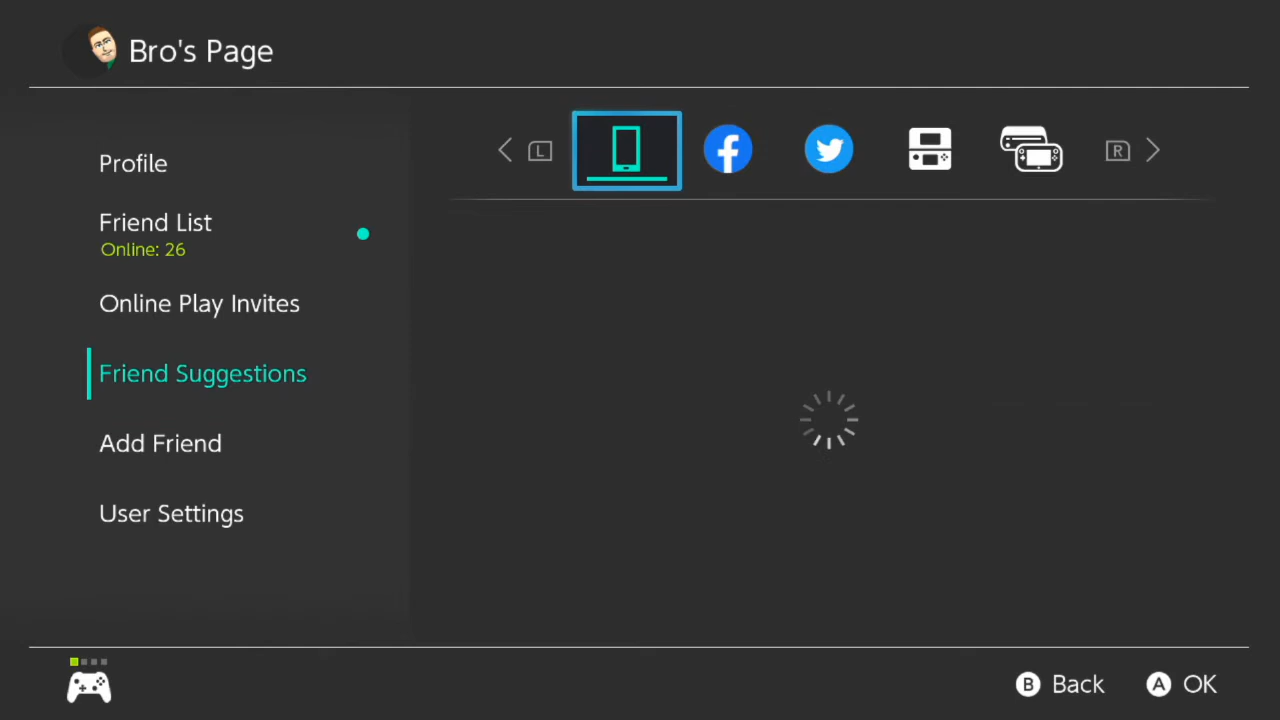 Bro's Page
Profile
Friend List
Online: 26
Online Play Invites
Friend Suggestions
Add Friend
User Settings
L
R
B Back
A OK